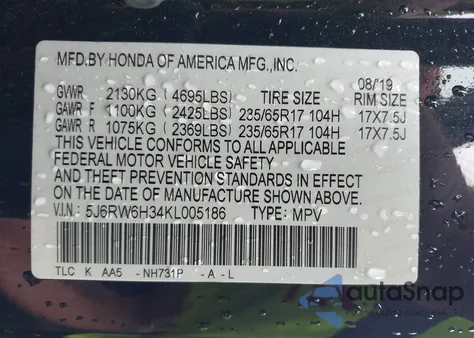 MFD.BY HONDA OF AMERICA MFG.,INC.
08/'19
GVWR 2130KG (4695LBS) TIRE SIZE RIM SIZE
GAWR F 1100KG (2425LBS) 235/65R17 104H 17X7.5J
GAWR R 1075KG (2369LBS) 235/65R17 104H 17X7.5J
THIS VEHICLE CONFORMS TO ALL APPLICABLE
FEDERAL MOTOR VEHICLE SAFETY
AND THEFT PREVENTION STANDARDS IN EFFECT
ON THE DATE OF MANUFACTURE SHOWN ABOVE.
V.I.N.: 5J6RW6H34KL005186 TYPE: MPV
TLC K AA5 -NH731P -A-L
autoSnap